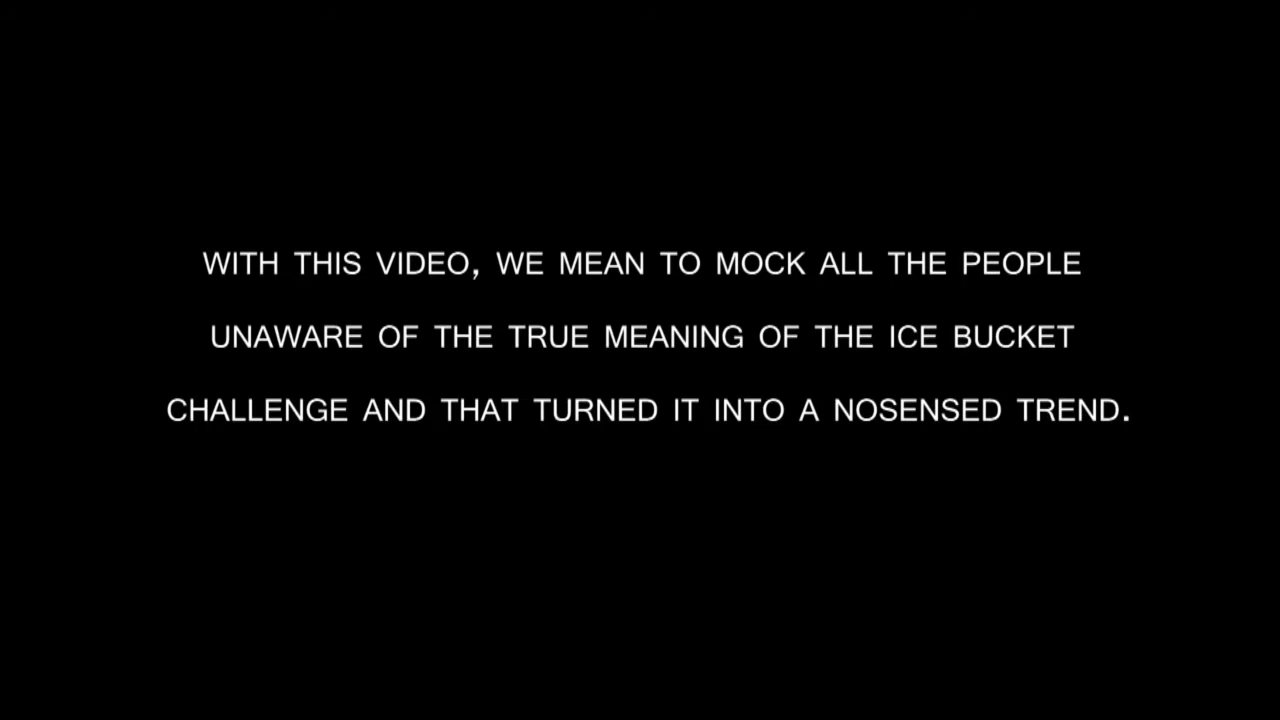 WITH THIS VIDEO, WE MEAN TO MOCK ALL THE PEOPLE
UNAWARE OF THE TRUE MEANING OF THE ICE BUCKET
CHALLENGE AND THAT TURNED IT INTO A NOSENSED TREND.